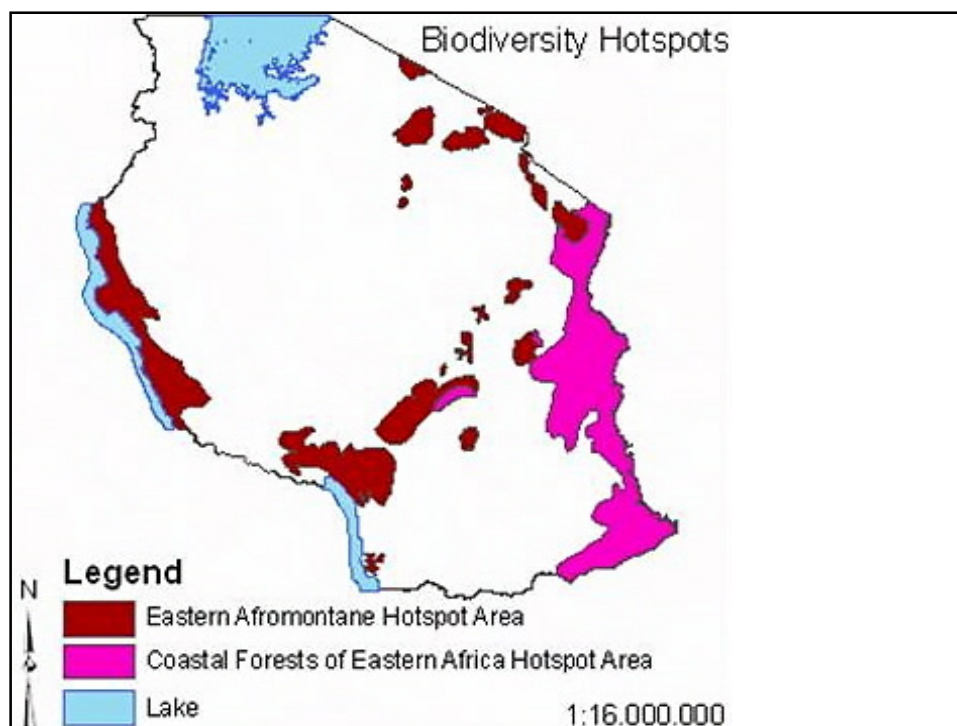 Biodiversity Hotspots
Legend
N
Eastern Afromontane Hotspot Area
Coastal Forests of Eastern Africa Hotspot Area
Lake
1:16.000.000